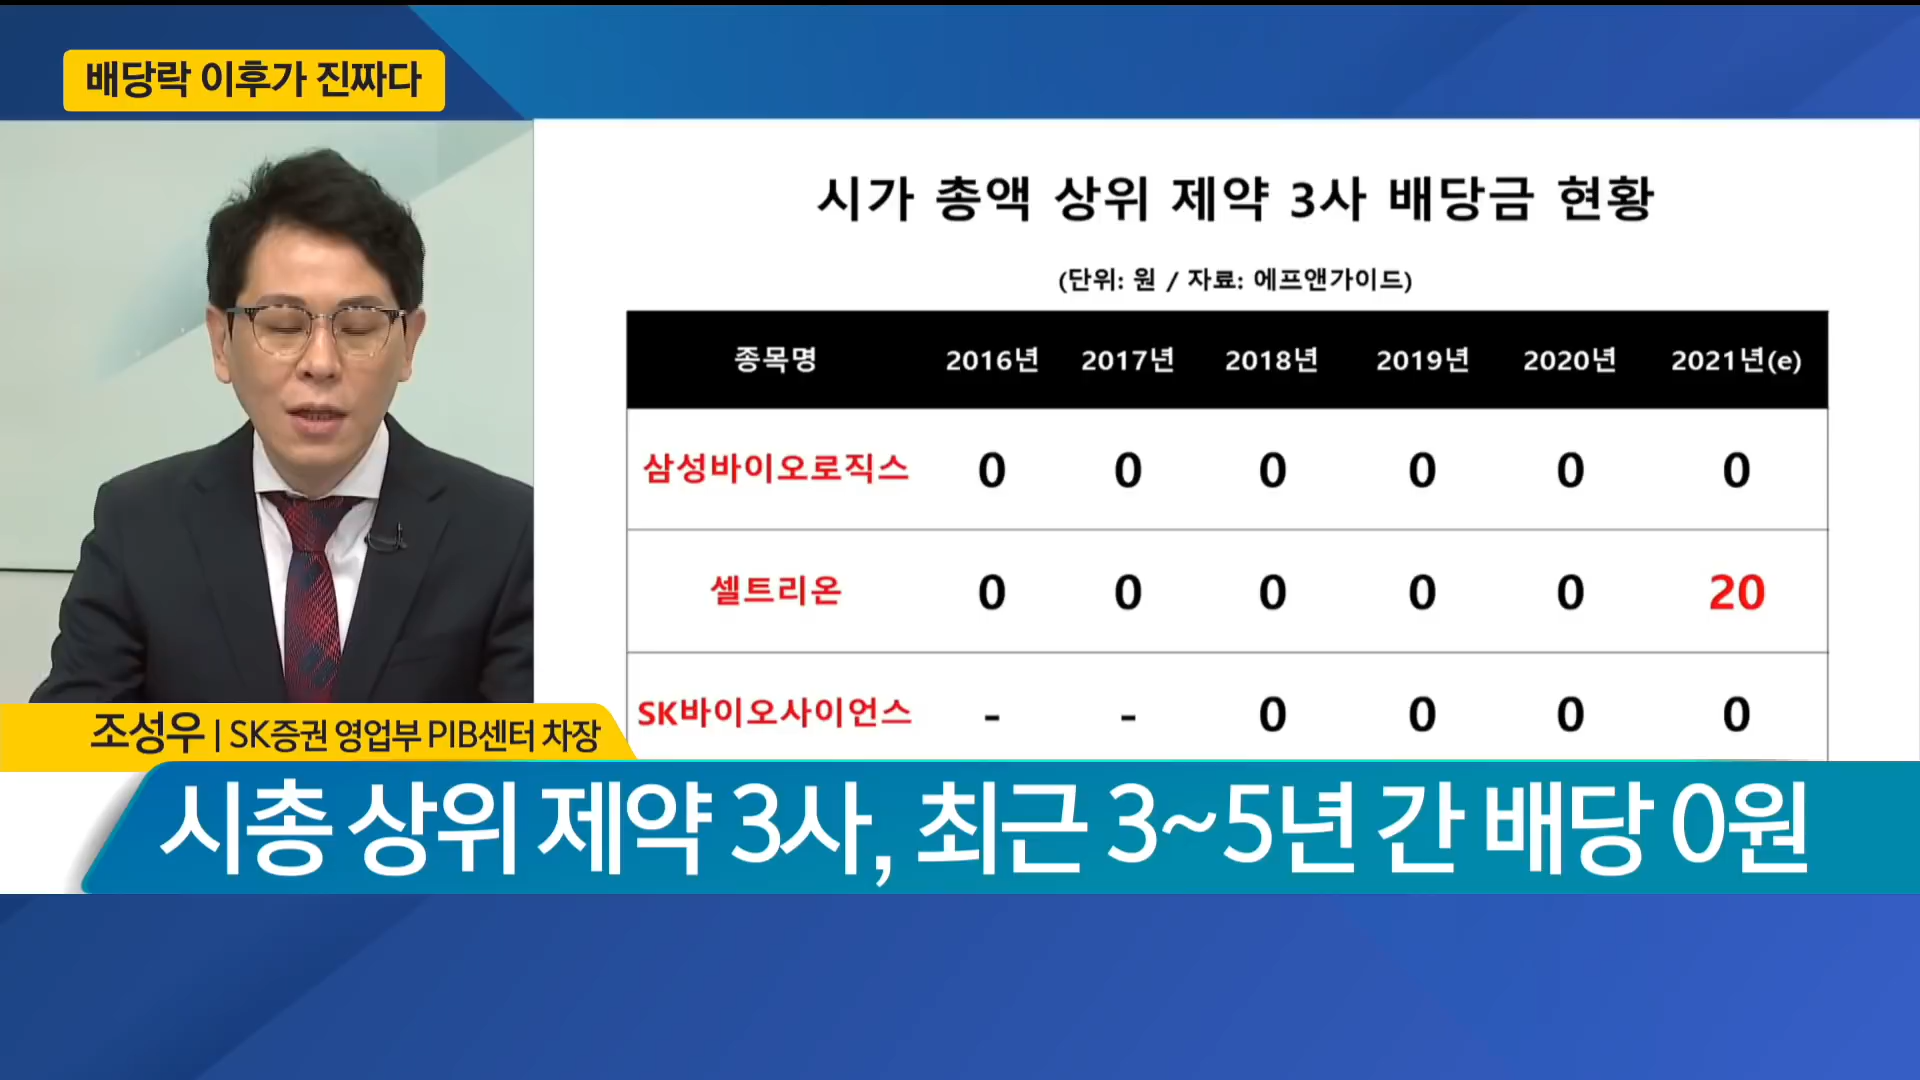 배당락 이후가 진짜다
시가 총액 상위 제약 3사 배당금 현황
(단위: 원 / 자료: 에프앤가이드)
종목명 2016년 2017년 2018년 2019년 2020년 2021년(e)
삼성바이오로직스 0 0 0 0 0 0
셀트리온 0 0 0 0 0 20
SK바이오사이언스 - - 0 0 0 0
조성우 | SK증권 영업부 PIB센터 차장
시총 상위 제약 3사, 최근 3~5년 간 배당 0원